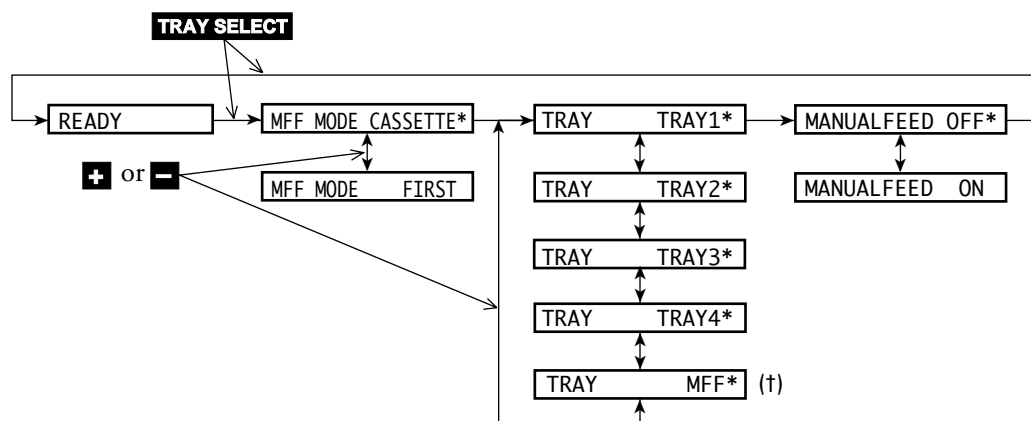 TRAY SELECT
READY
MFF MODE CASSETTE*
TRAY TRAY1*
MANUALFEED OFF*
+ or −
MFF MODE FIRST
TRAY TRAY2*
MANUALFEED ON
TRAY TRAY3*
TRAY TRAY4*
TRAY MFF* (†)